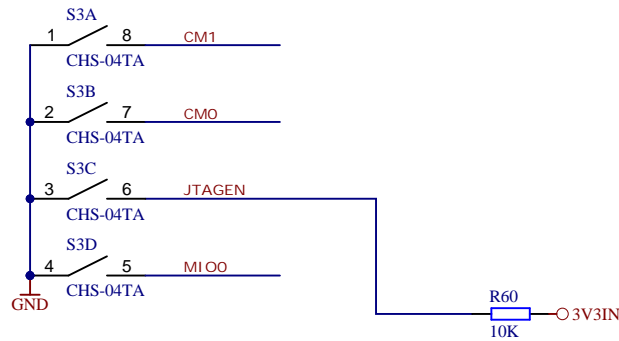 S3A
1 8 CM1
CHS-04TA
S3B
2 7 CM0
CHS-04TA
S3C
3 6 JTAGEN
CHS-04TA
S3D
4 5 MIO0
CHS-04TA
GND
R60
3V3IN
10K